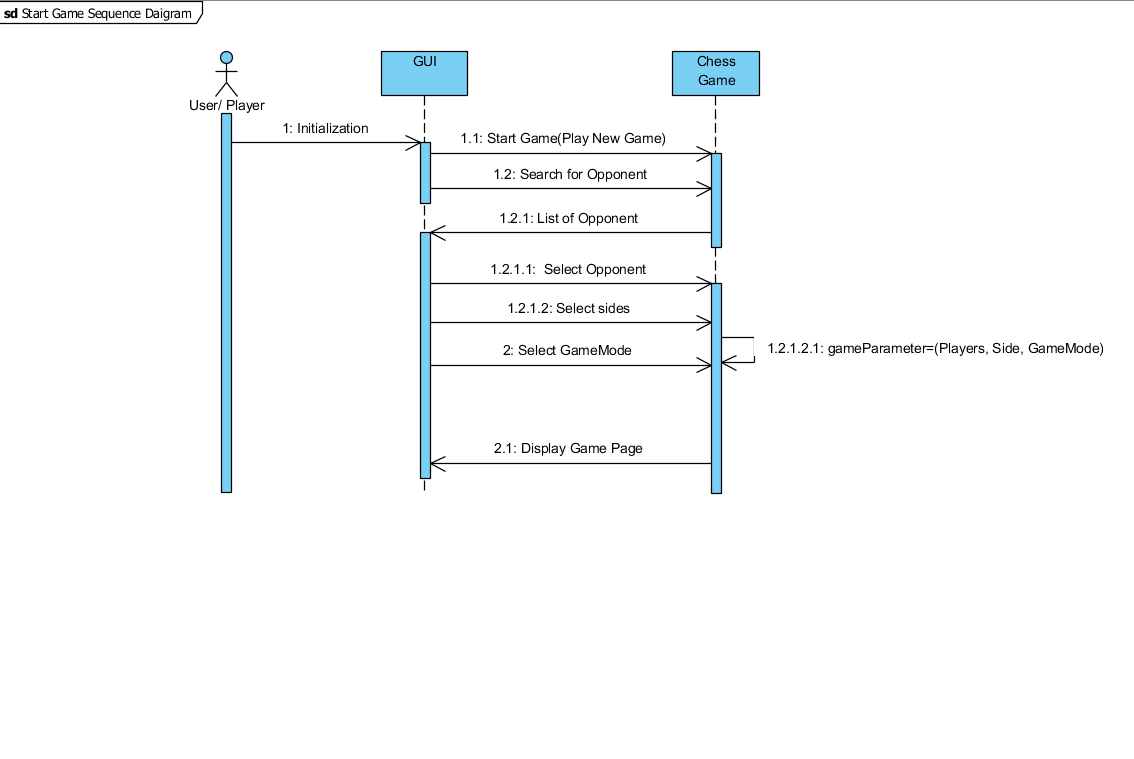 sd Start Game Sequence Daigram
GUI
Chess
Game
User/ Player
1: Initialization
1.1: Start Game(Play New Game)
1.2: Search for Opponent
1.2.1: List of Opponent
1.2.1.1:  Select Opponent
1.2.1.2: Select sides
2: Select GameMode
1.2.1.2.1: gameParameter=(Players, Side, GameMode)
2.1: Display Game Page